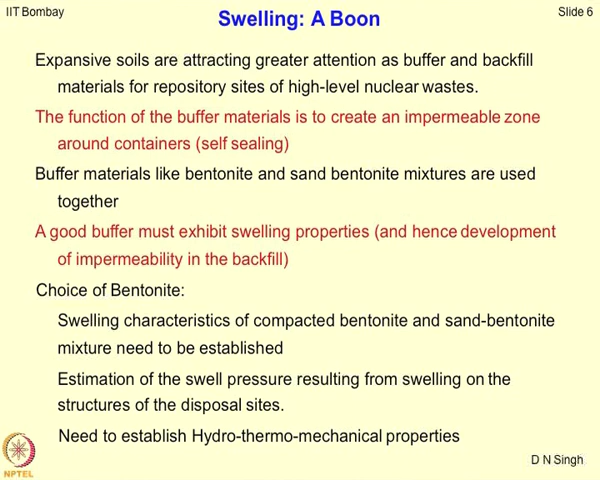 IIT Bombay
Swelling: A Boon
Slide 6
Expansive soils are attracting greater attention as buffer and backfill
materials for repository sites of high-level nuclear wastes.
The function of the buffer materials is to create an impermeable zone
around containers (self sealing)
Buffer materials like bentonite and sand bentonite mixtures are used
together
A good buffer must exhibit swelling properties (and hence development
of impermeability in the backfill)
Choice of Bentonite:
Swelling characteristics of compacted bentonite and sand-bentonite
mixture need to be established
Estimation of the swell pressure resulting from swelling on the
structures of the disposal sites.
Need to establish Hydro-thermo-mechanical properties
D N Singh
NPTEL